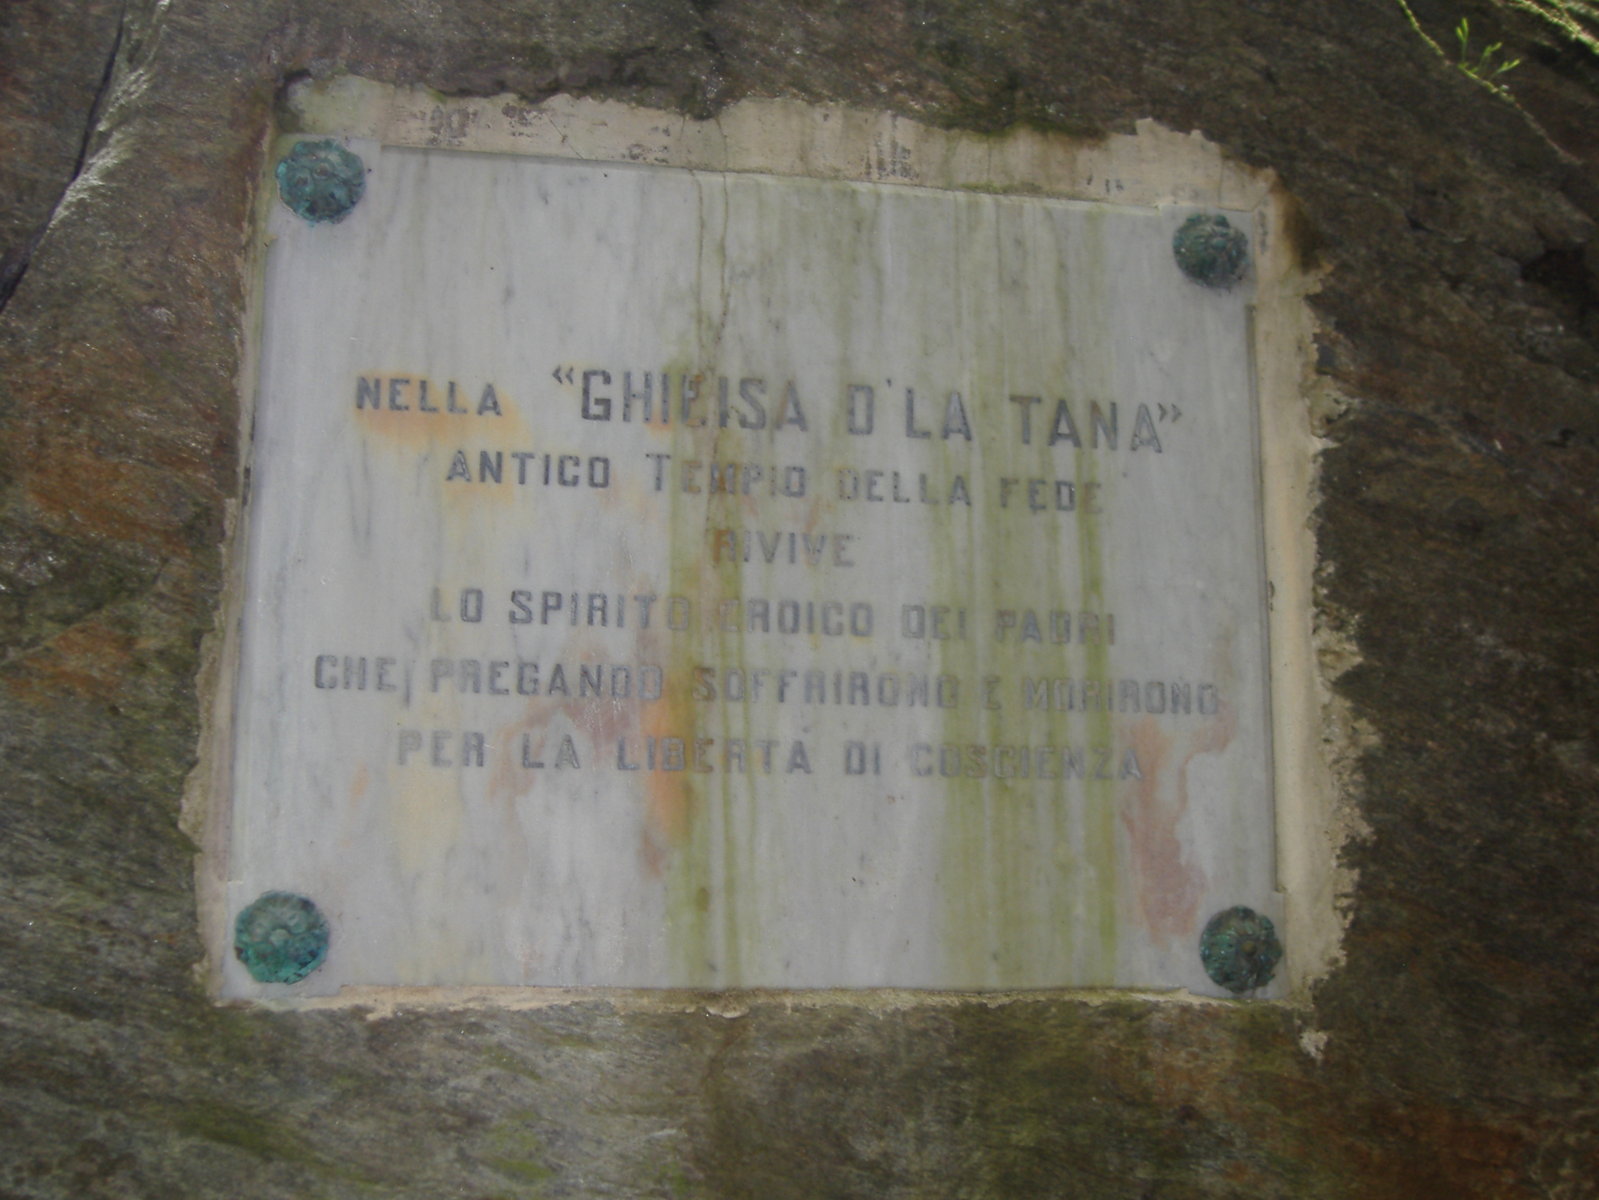 NELLA “GHIEISA D'LA TANA”
ANTICO TEMPIO DELLA FEDE
RIVIVE
LO SPIRITO EROICO DEI PADRI
CHE, PREGANDO SOFFRIRONO E MORIRONO
PER LA LIBERTÀ DI COSCIENZA